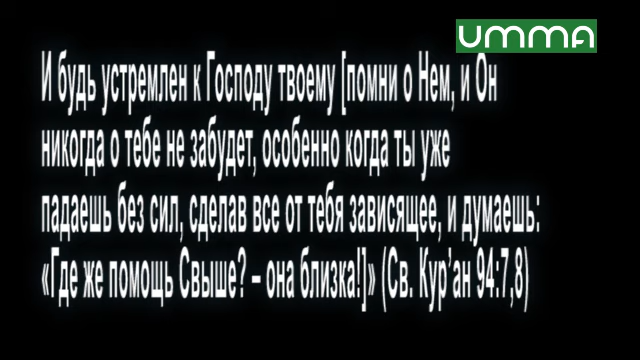 UMMA
И будь устремлен к Господу твоему [помни о Нем, и Он
никогда о тебе не забудет, особенно когда ты уже
падаешь без сил, сделав все от тебя зависящее, и думаешь:
«Где же помощь Свыше? – она близка!]» (Св. Кур’ан 94:7,8)